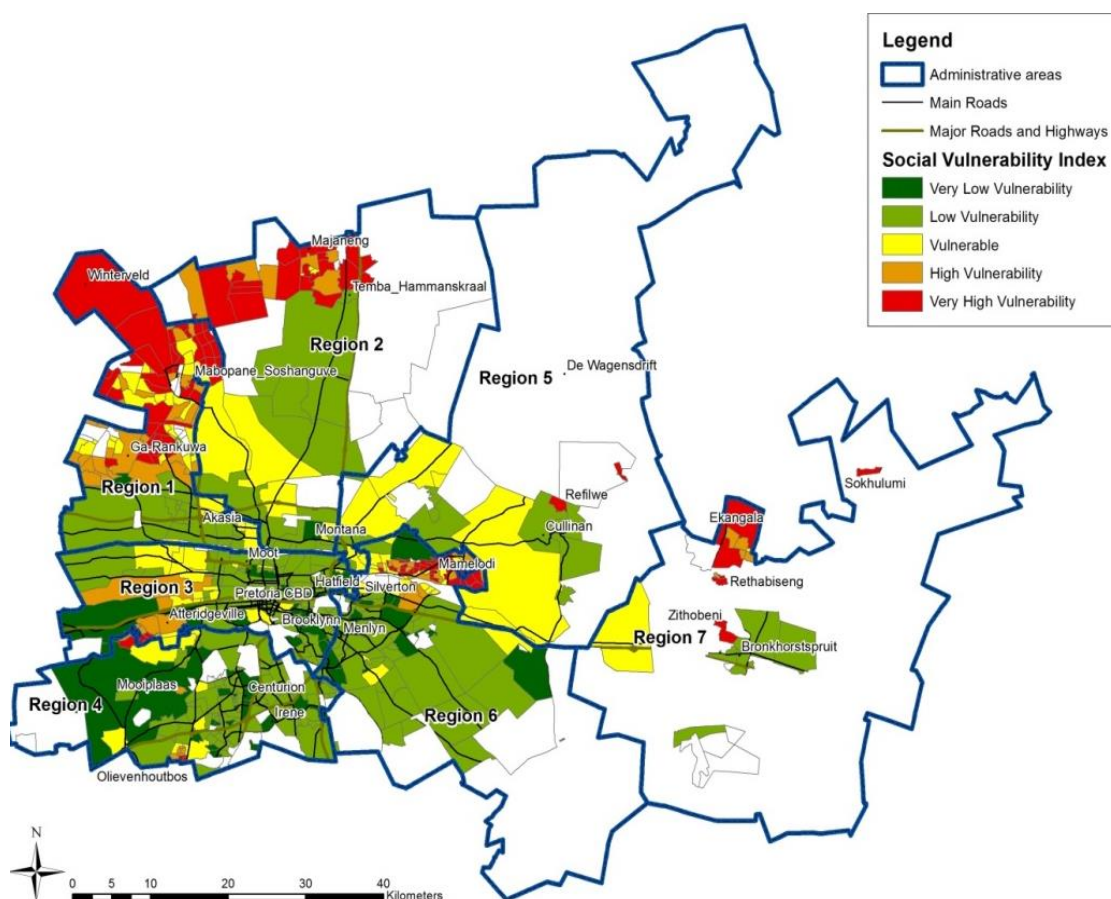 Legend
Administrative areas
Main Roads
Major Roads and Highways
Social Vulnerability Index
Very Low Vulnerability
Low Vulnerability
Vulnerable
High Vulnerability
Very High Vulnerability
Majaneng
Winterveld
Temba_Hammanskraal
Region 2
Mabopane_Soshanguve
Region 5
De Wagensdrift
Ga-Rankuwa
Sokhulumi
Region 1
Refilwe
Ekangala
Akasia
Montana
Cullinan
Moot
Mamelodi
Rethabiseng
Region 3
Hatfield
Silverton
Pretoria CBD
Atteridgeville
Brooklynn
Menlyn
Zithobeni
Region 7
Bronkhorstspruit
Mooiplaas
Centurion
Region 4
Irene
Region 6
Olievenhoutbos
N
0 5 10 20 30 40
Kilometers